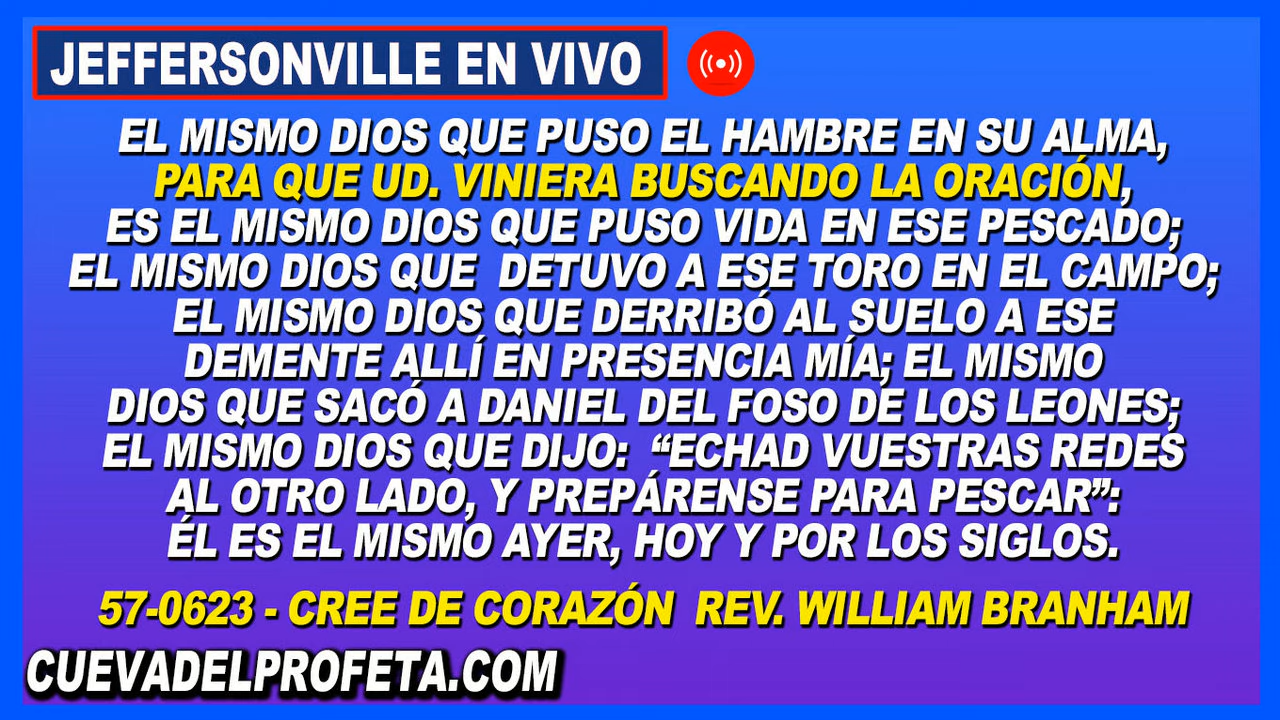 JEFFERSONVILLE EN VIVO
EL MISMO DIOS QUE PUSO EL HAMBRE EN SU ALMA,
PARA QUE UD. VINIERA BUSCANDO LA ORACIÓN,
ES EL MISMO DIOS QUE PUSO VIDA EN ESE PESCADO;
EL MISMO DIOS QUE DETUVO A ESE TORO EN EL CAMPO;
EL MISMO DIOS QUE DERRIBÓ AL SUELO A ESE
DEMENTE ALLÍ EN PRESENCIA MÍA; EL MISMO
DIOS QUE SACÓ A DANIEL DEL FOSO DE LOS LEONES;
EL MISMO DIOS QUE DIJO: “ECHAD VUESTRAS REDES
AL OTRO LADO, Y PREPÁRENSE PARA PESCAR”:
ÉL ES EL MISMO AYER, HOY Y POR LOS SIGLOS.
57-0623 - CREE DE CORAZÓN REV. WILLIAM BRANHAM
CUEVADELPROFETA.COM